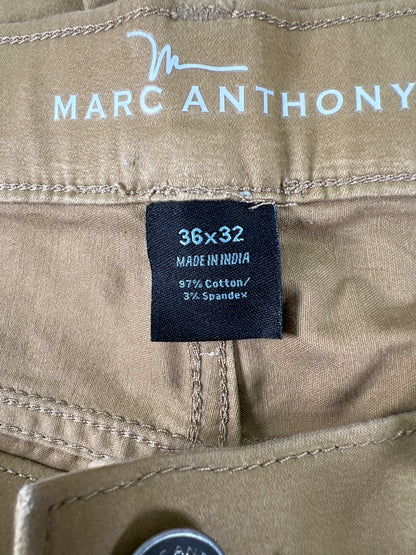 MARC ANTHONY
36x32
MADE IN INDIA
97% Cotton/
3% Spandex